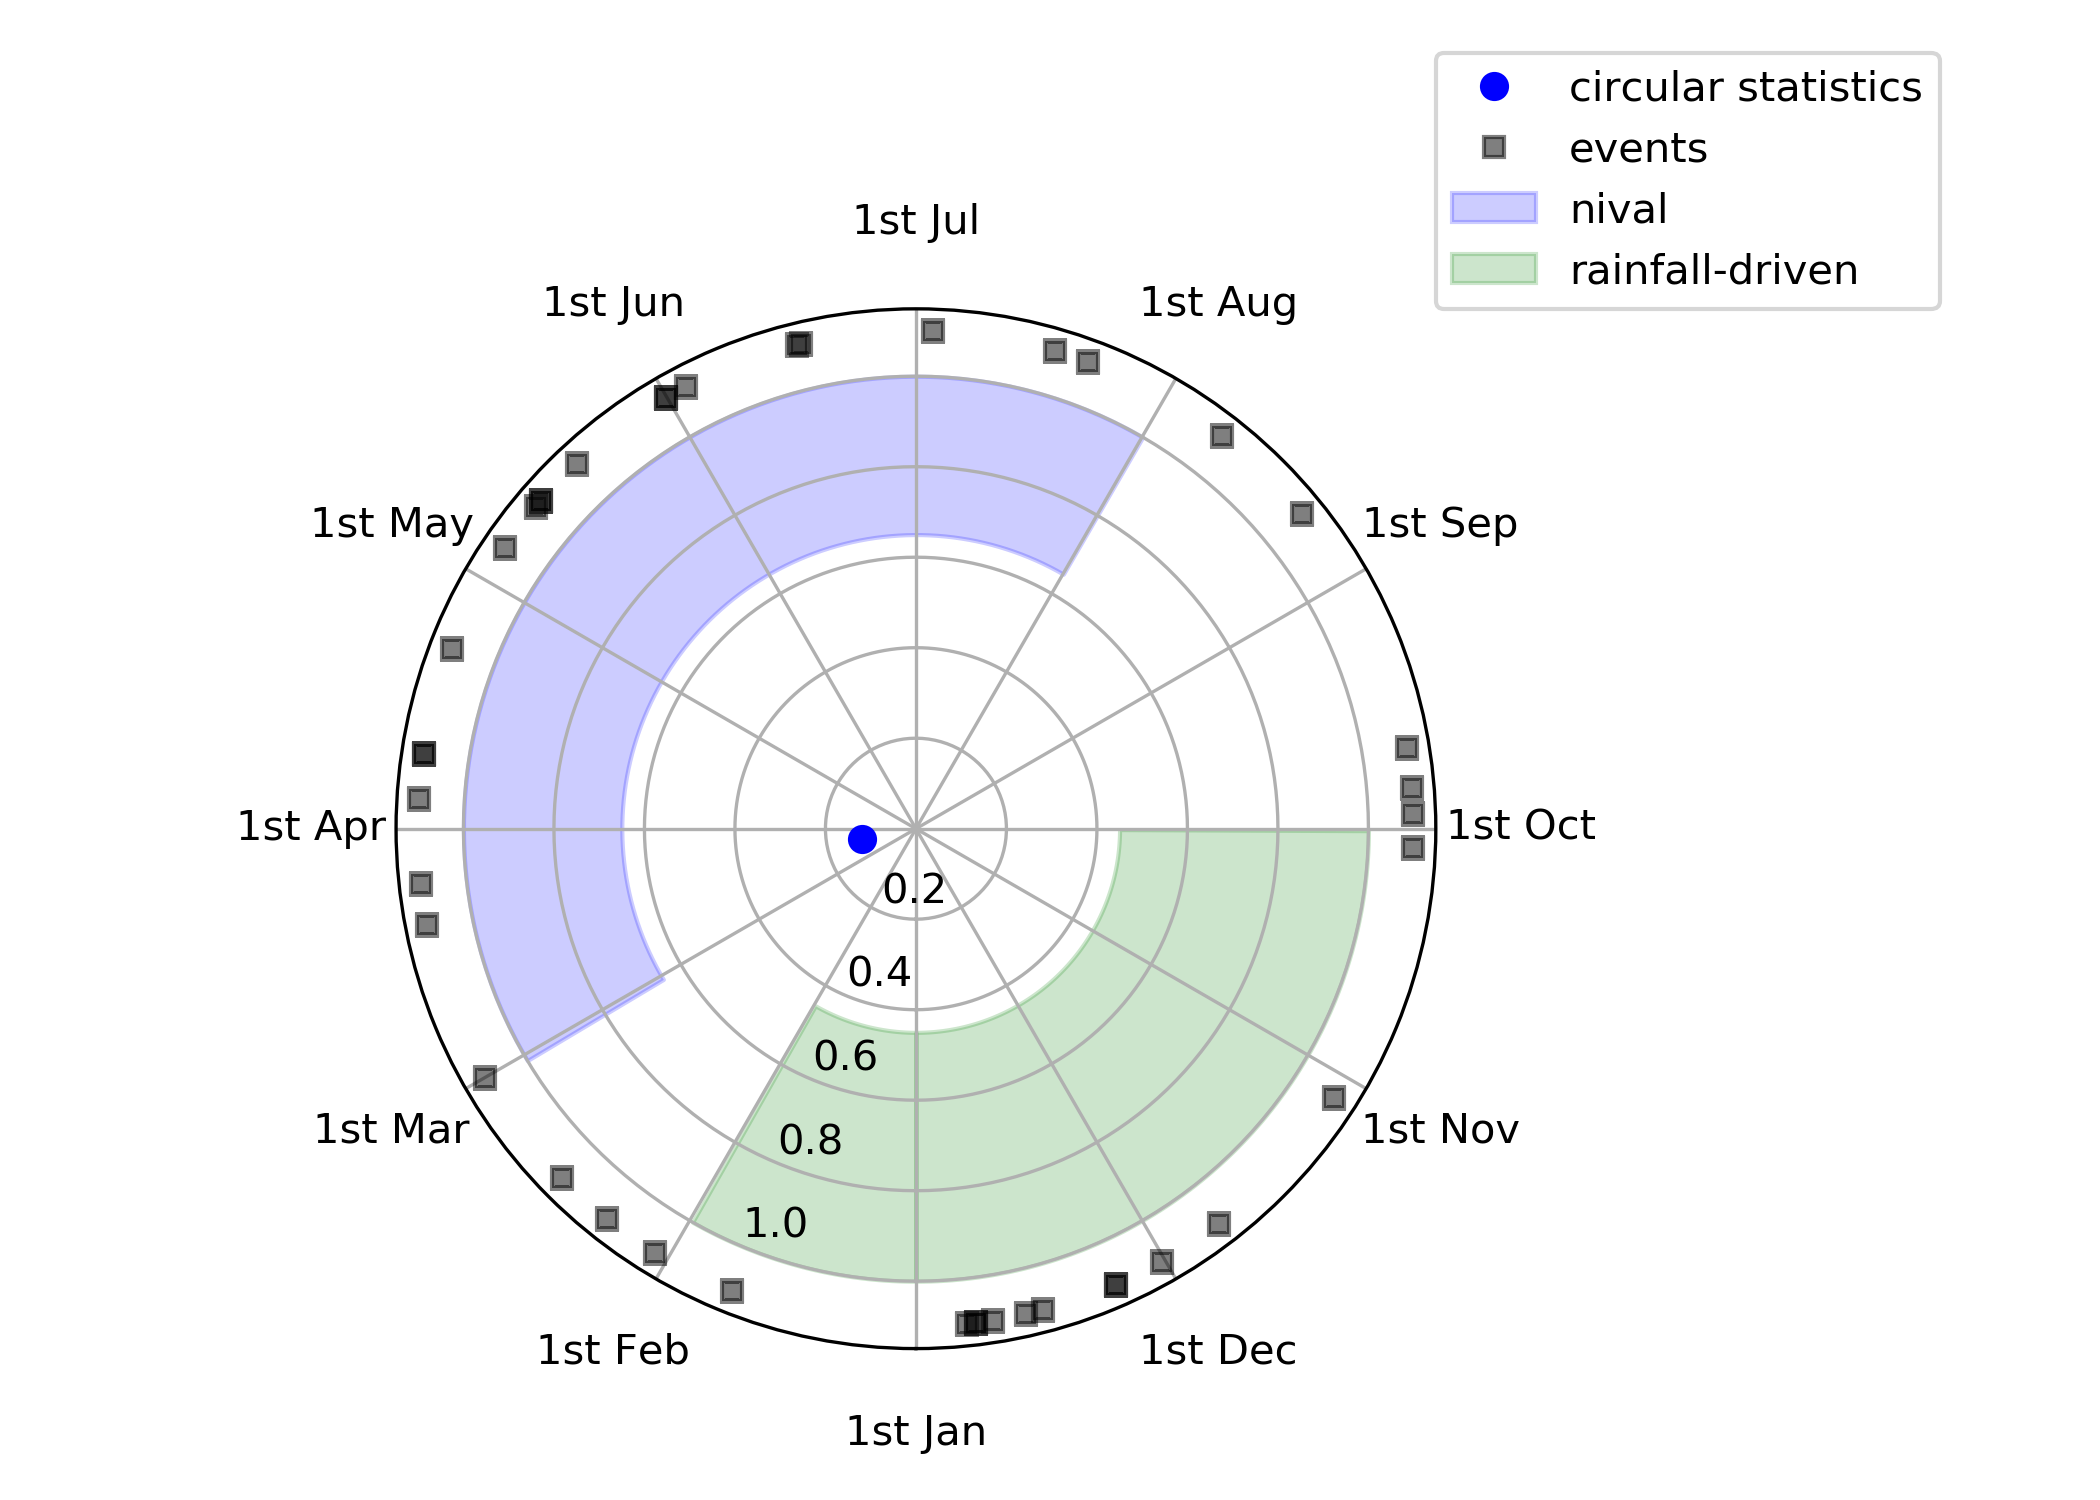 circular statistics
events
nival
rainfall-driven
1st Jul
1st Jun
1st Aug
1st May
1st Sep
1st Apr
1st Oct
0.2
0.4
0.6
0.8
1.0
1st Mar
1st Nov
1st Feb
1st Dec
1st Jan